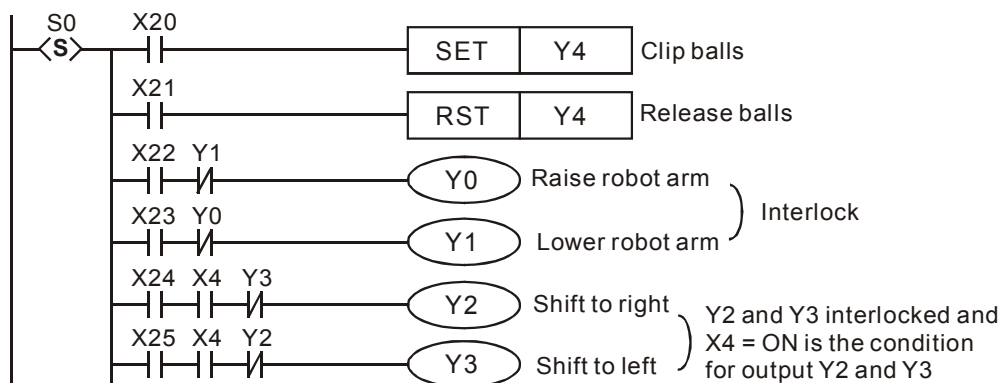 S0 X20
S SET Y4 Clip balls
X21
RST Y4 Release balls
X22 Y1
Y0 Raise robot arm
Interlock
X23 Y0
Y1 Lower robot arm
X24 X4 Y3
Y2 Shift to right
Y2 and Y3 interlocked and
X4 = ON is the condition
for output Y2 and Y3
X25 X4 Y2
Y3 Shift to left